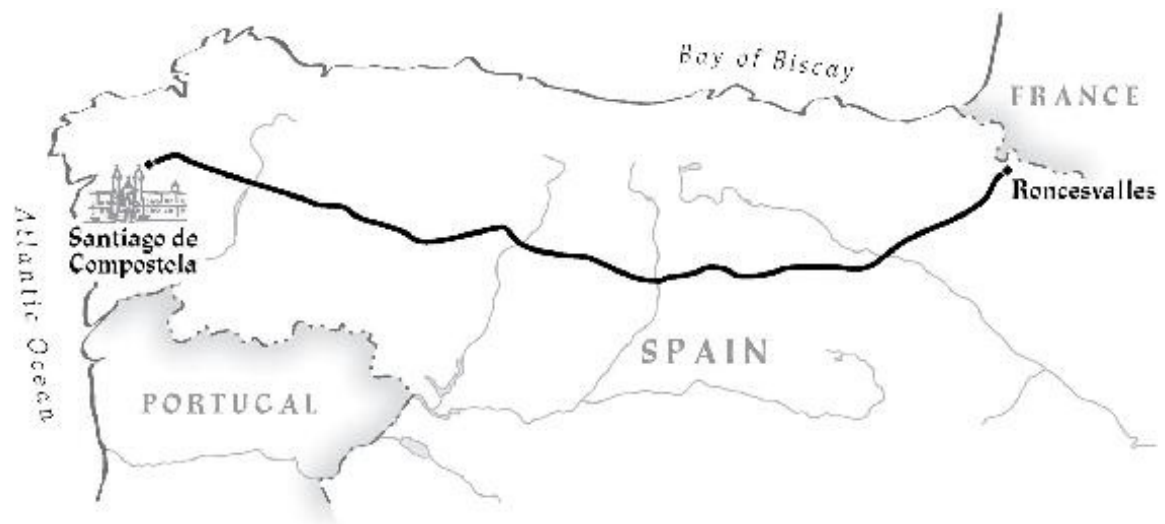 Bay of Biscay
FRANCE
Roncesvalles
Santiago de
Compostela
Atlantic Ocean
SPAIN
PORTUGAL